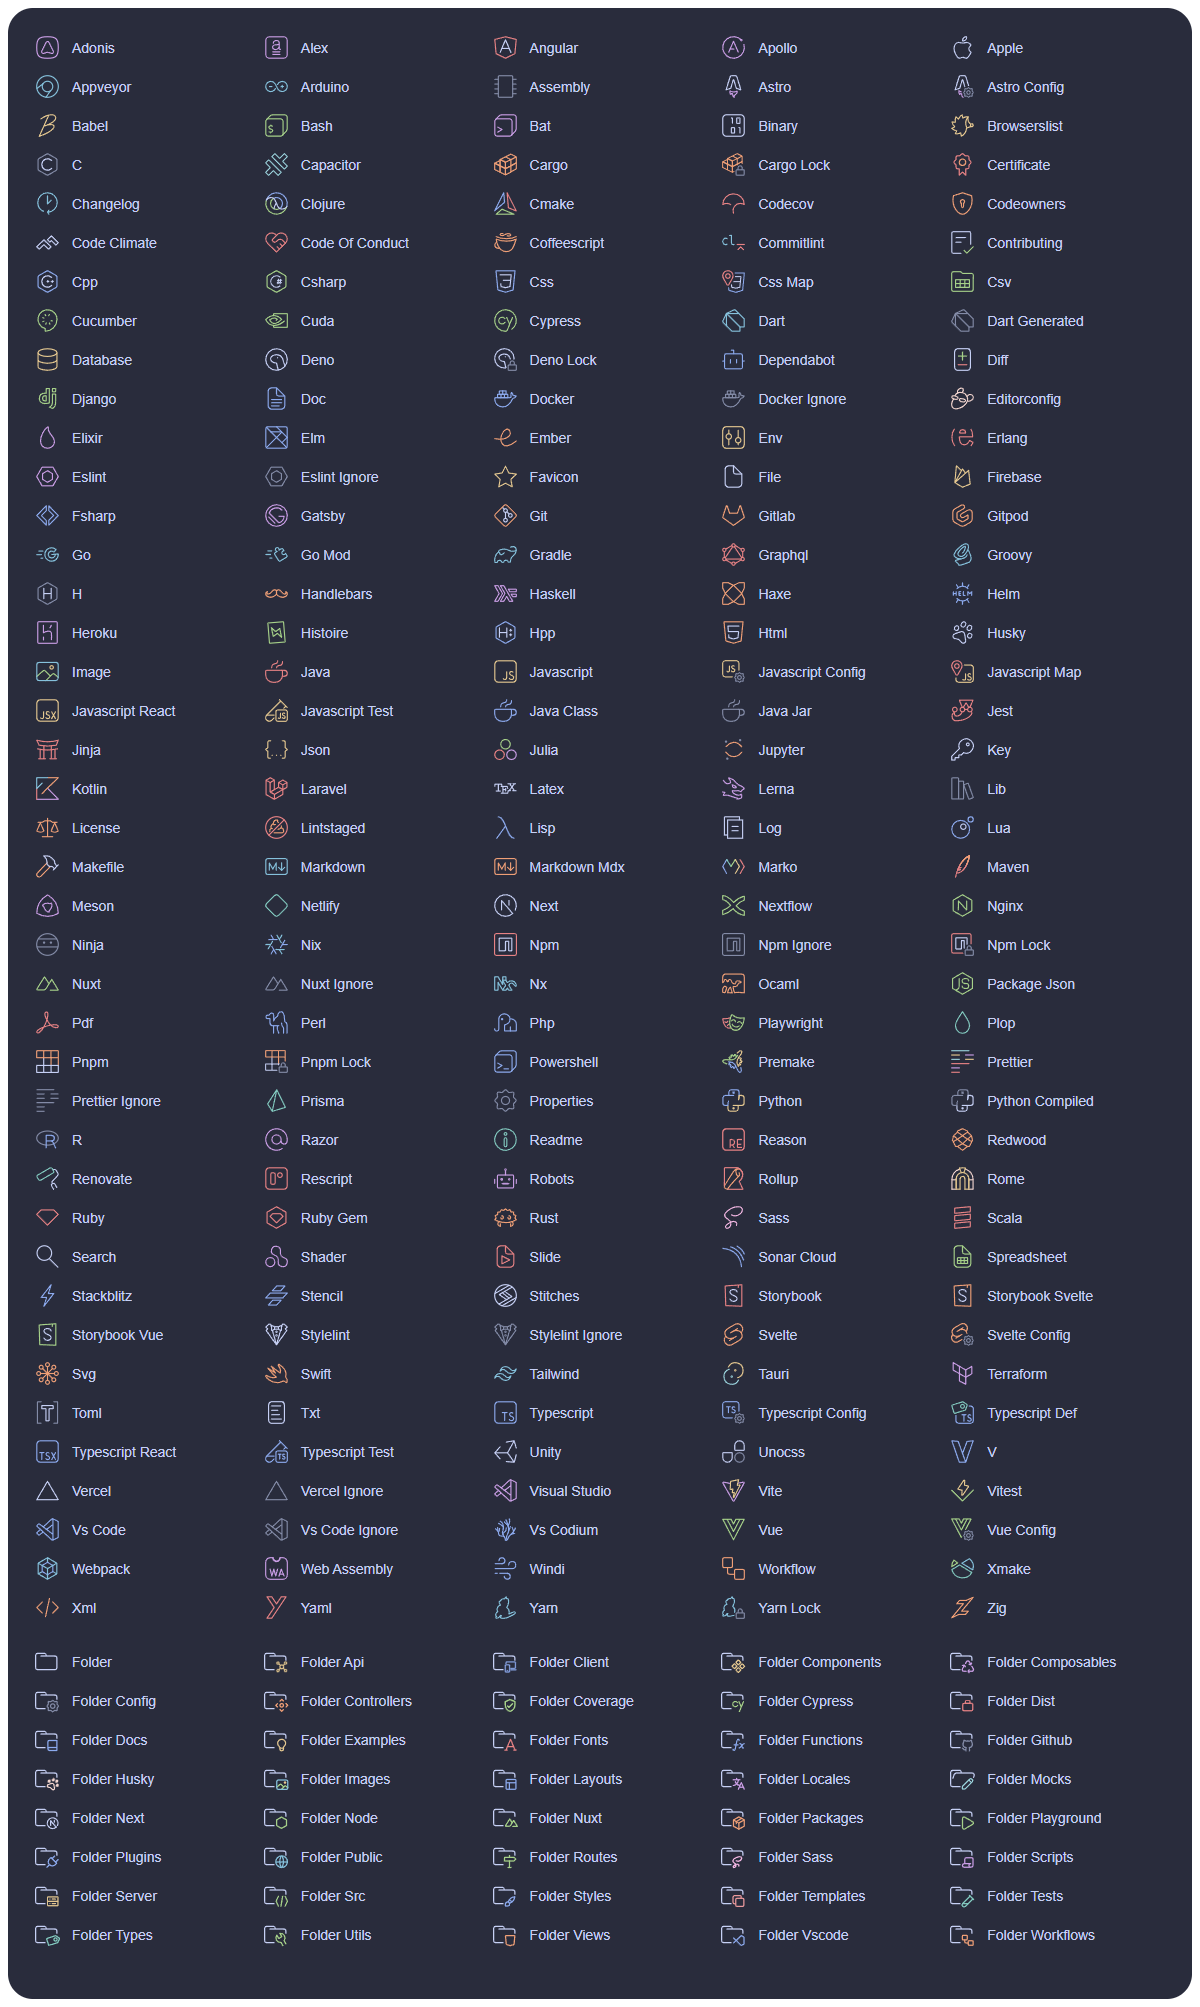 Adonis Alex Angular Apollo Apple
Appveyor Arduino Assembly Astro Astro Config
Babel Bash Bat Binary Browserslist
C Capacitor Cargo Cargo Lock Certificate
Changelog Clojure Cmake Codecov Codeowners
Code Climate Code Of Conduct Coffeescript Commitlint Contributing
Cpp Csharp Css Css Map Csv
Cucumber Cuda Cypress Dart Dart Generated
Database Deno Deno Lock Dependabot Diff
Django Doc Docker Docker Ignore Editorconfig
Elixir Elm Ember Env Erlang
Eslint Eslint Ignore Favicon File Firebase
Fsharp Gatsby Git Gitlab Gitpod
Go Go Mod Gradle Graphql Groovy
H Handlebars Haskell Haxe Helm
Heroku Histoire Hpp Html Husky
Image Java Javascript Javascript Config Javascript Map
Javascript React Javascript Test Java Class Java Jar Jest
Jinja Json Julia Jupyter Key
Kotlin Laravel Latex Lerna Lib
License Lintstaged Lisp Log Lua
Makefile Markdown Markdown Mdx Marko Maven
Meson Netlify Next Nextflow Nginx
Ninja Nix Npm Npm Ignore Npm Lock
Nuxt Nuxt Ignore Nx Ocaml Package Json
Pdf Perl Php Playwright Plop
Pnpm Pnpm Lock Powershell Premake Prettier
Prettier Ignore Prisma Properties Python Python Compiled
R Razor Readme Reason Redwood
Renovate Rescript Robots Rollup Rome
Ruby Ruby Gem Rust Sass Scala
Search Shader Slide Sonar Cloud Spreadsheet
Stackblitz Stencil Stitches Storybook Storybook Svelte
Storybook Vue Stylelint Stylelint Ignore Svelte Svelte Config
Svg Swift Tailwind Tauri Terraform
Toml Txt Typescript Typescript Config Typescript Def
Typescript React Typescript Test Unity Unocss V
Vercel Vercel Ignore Visual Studio Vite Vitest
Vs Code Vs Code Ignore Vs Codium Vue Vue Config
Webpack Web Assembly Windi Workflow Xmake
Xml Yaml Yarn Yarn Lock Zig
Folder Folder Api Folder Client Folder Components Folder Composables
Folder Config Folder Controllers Folder Coverage Folder Cypress Folder Dist
Folder Docs Folder Examples Folder Fonts Folder Functions Folder Github
Folder Husky Folder Images Folder Layouts Folder Locales Folder Mocks
Folder Next Folder Node Folder Nuxt Folder Packages Folder Playground
Folder Plugins Folder Public Folder Routes Folder Sass Folder Scripts
Folder Server Folder Src Folder Styles Folder Templates Folder Tests
Folder Types Folder Utils Folder Views Folder Vscode Folder Workflows